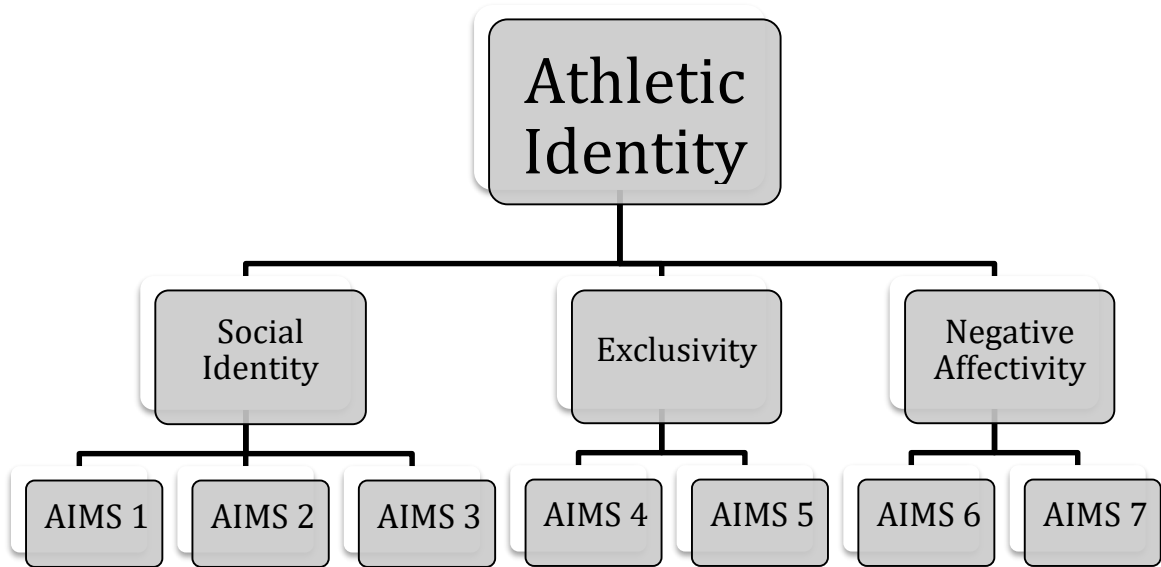 Athletic
Identity
Social
Identity
Exclusivity
Negative
Affectivity
AIMS 1
AIMS 2
AIMS 3
AIMS 4
AIMS 5
AIMS 6
AIMS 7